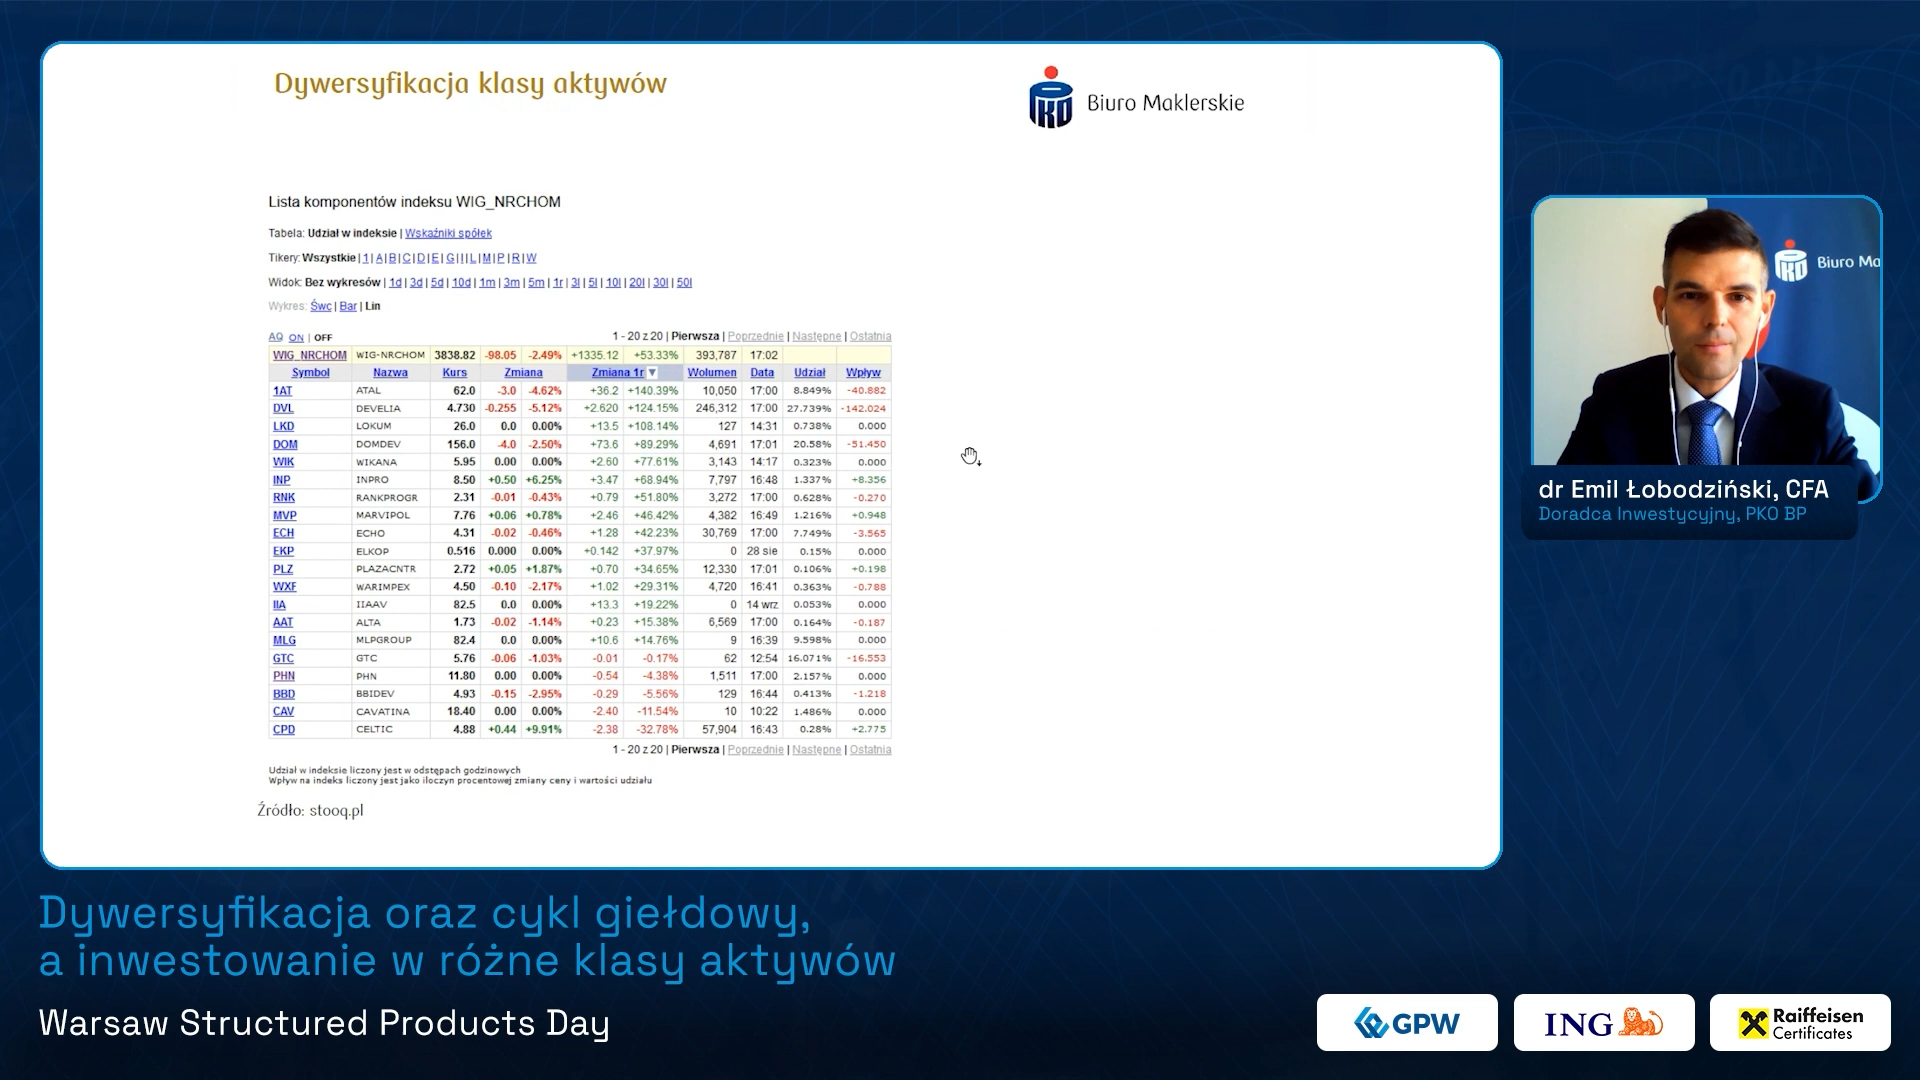 Dywersyfikacja klasy aktywów
PKO Biuro Maklerskie
Lista komponentów indeksu WIG_NRCHOM
Tabela: Udział w indeksie | Wskaźniki spółek
Tikery: Wszystkie | 1 | A | B | C | D | E | G | I | L | M | P | R | W
Widok: Bez wykresów | 1d | 3d | 5d | 10d | 1m | 3m | 5m | 1r | 3l | 5l | 10l | 20l | 30l | 50l
Wykres: Świc | Bar | Lin
AQ ON | OFF 1 - 20 z 20 | Pierwsza | Poprzednie | Następne | Ostatnia
WIG_NRCHOM WIG-NRCHOM 3838.82 -98.05 -2.49% +1335.12 +53.33% 393,787 17:02
Symbol Nazwa Kurs Zmiana Zmiana 1r Wolumen Data Udział Wpływ
1AT ATAL 62.0 -3.0 -4.62% +36.2 +140.39% 10,050 17:00 8.849% -40.882
DVL DEVELIA 4.730 -0.255 -5.12% +2.620 +124.15% 246,312 17:00 27.739% -142.024
LKD LOKUM 26.0 0.0 0.00% +13.5 +108.14% 127 14:31 0.738% 0.000
DOM DOMDEV 156.0 -4.0 -2.50% +73.6 +89.29% 4,691 17:01 20.58% -51.450
WIK WIKANA 5.95 0.00 0.00% +2.60 +77.61% 3,143 14:17 0.323% 0.000
INP INPRO 8.50 +0.50 +6.25% +3.47 +68.94% 7,797 16:48 1.337% +8.356
RNK RANKPROGR 2.31 -0.01 -0.43% +0.79 +51.80% 3,272 17:00 0.628% -0.270
MVP MARVIPOL 7.76 +0.06 +0.78% +2.46 +46.42% 4,382 16:49 1.216% +0.948
ECH ECHO 4.31 -0.02 -0.46% +1.28 +42.23% 30,769 17:00 7.749% -3.565
EKP ELKOP 0.516 0.000 0.00% +0.142 +37.97% 0 28 sie 0.15% 0.000
PLZ PLAZACNTR 2.72 +0.05 +1.87% +0.70 +34.65% 12,330 17:01 0.106% +0.198
WXF WARIMPEX 4.50 -0.10 -2.17% +1.02 +29.31% 4,720 16:41 0.363% -0.788
IIA IIAAV 82.5 0.0 0.00% +13.3 +19.22% 0 14 wrz 0.053% 0.000
AAT ALTA 1.73 -0.02 -1.14% +0.23 +15.38% 6,569 17:00 0.164% -0.187
MLG MLPGROUP 82.4 0.0 0.00% +10.6 +14.76% 9 16:39 9.598% 0.000
GTC GTC 5.76 -0.06 -1.03% -0.01 -0.17% 62 12:54 16.071% -16.553
PHN PHN 11.80 0.00 0.00% -0.54 -4.38% 1,511 17:00 2.157% 0.000
BBD BBIDEV 4.93 -0.15 -2.95% -0.29 -5.56% 129 16:44 0.413% -1.218
CAV CAVATINA 18.40 0.00 0.00% -2.40 -11.54% 10 10:22 1.486% 0.000
CPD CELTIC 4.88 +0.44 +9.91% -2.38 -32.78% 57,904 16:43 0.28% +2.775
1 - 20 z 20 | Pierwsza | Poprzednie | Następne | Ostatnia
Udział w indeksie liczony jest w odstępach godzinowych
Wpływ na indeks liczony jest jako iloczyn procentowej zmiany ceny i wartości udziału
Źródło: stooq.pl
Biuro Ma
dr Emil Łobodziński, CFA
Doradca Inwestycyjny, PKO BP
Dywersyfikacja oraz cykl giełdowy,
a inwestowanie w różne klasy aktywów
Warsaw Structured Products Day
GPW
ING
Raiffeisen
Certificates